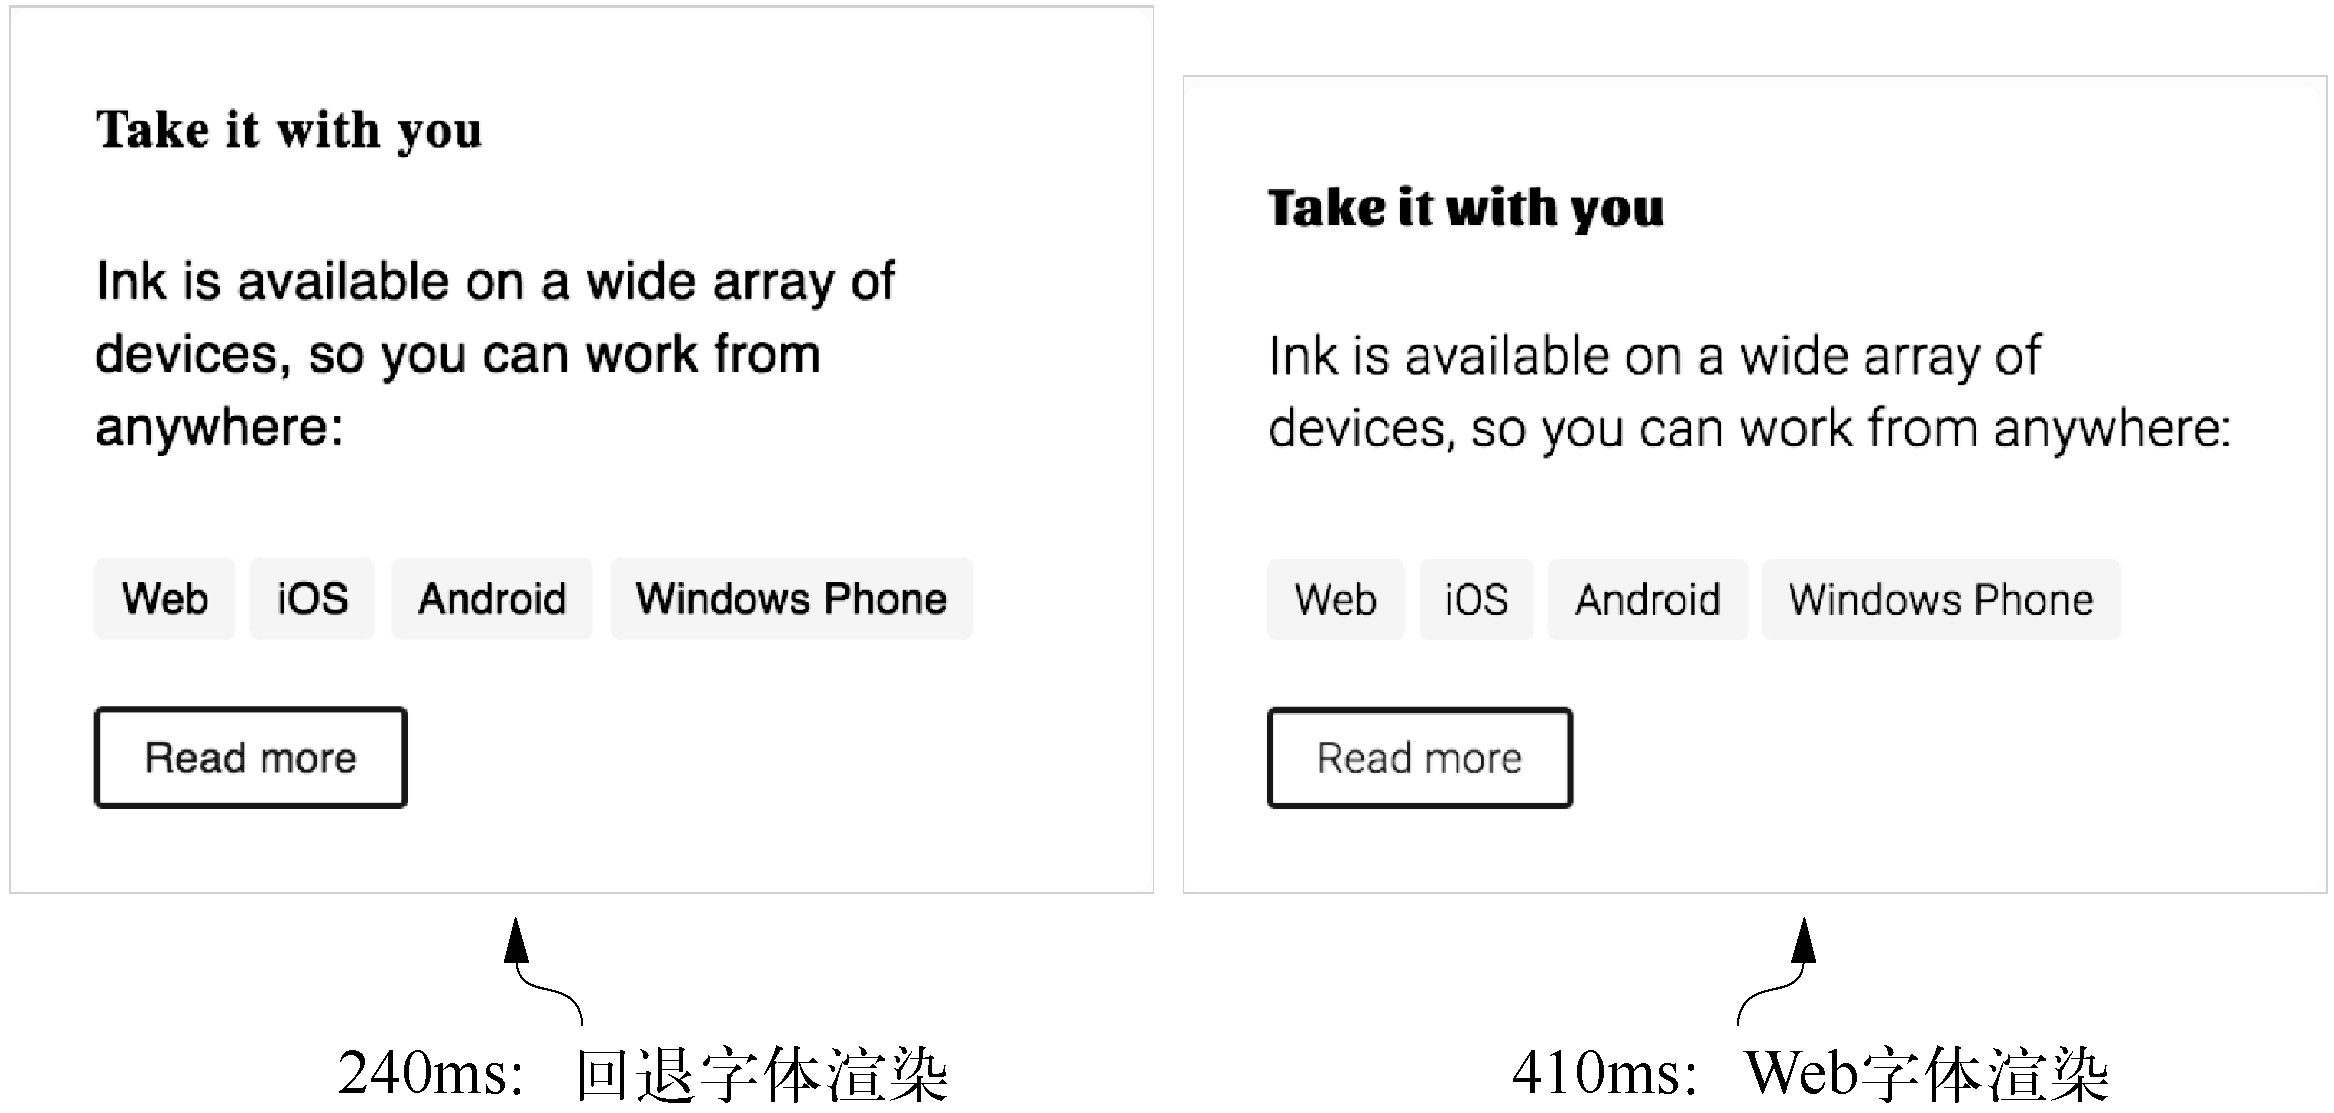 Take it with you
Ink is available on a wide array of
devices, so you can work from
anywhere:
Web iOS Android Windows Phone
Read more
240ms: 回退字体渲染
Take it with you
Ink is available on a wide array of
devices, so you can work from anywhere:
Web iOS Android Windows Phone
Read more
410ms: Web字体渲染